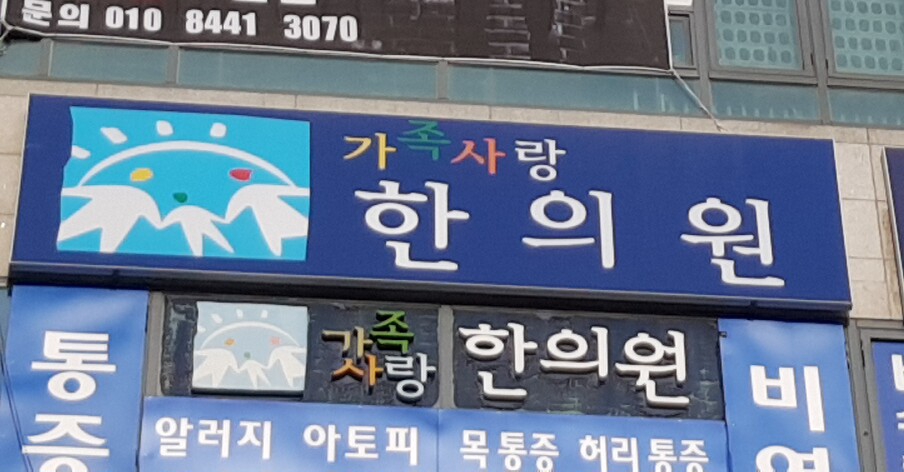 문의 010 8441 3070
가족사랑
한의원
가족
사랑
한의원
통증
비염
알러지 아토피
목통증 허리통증